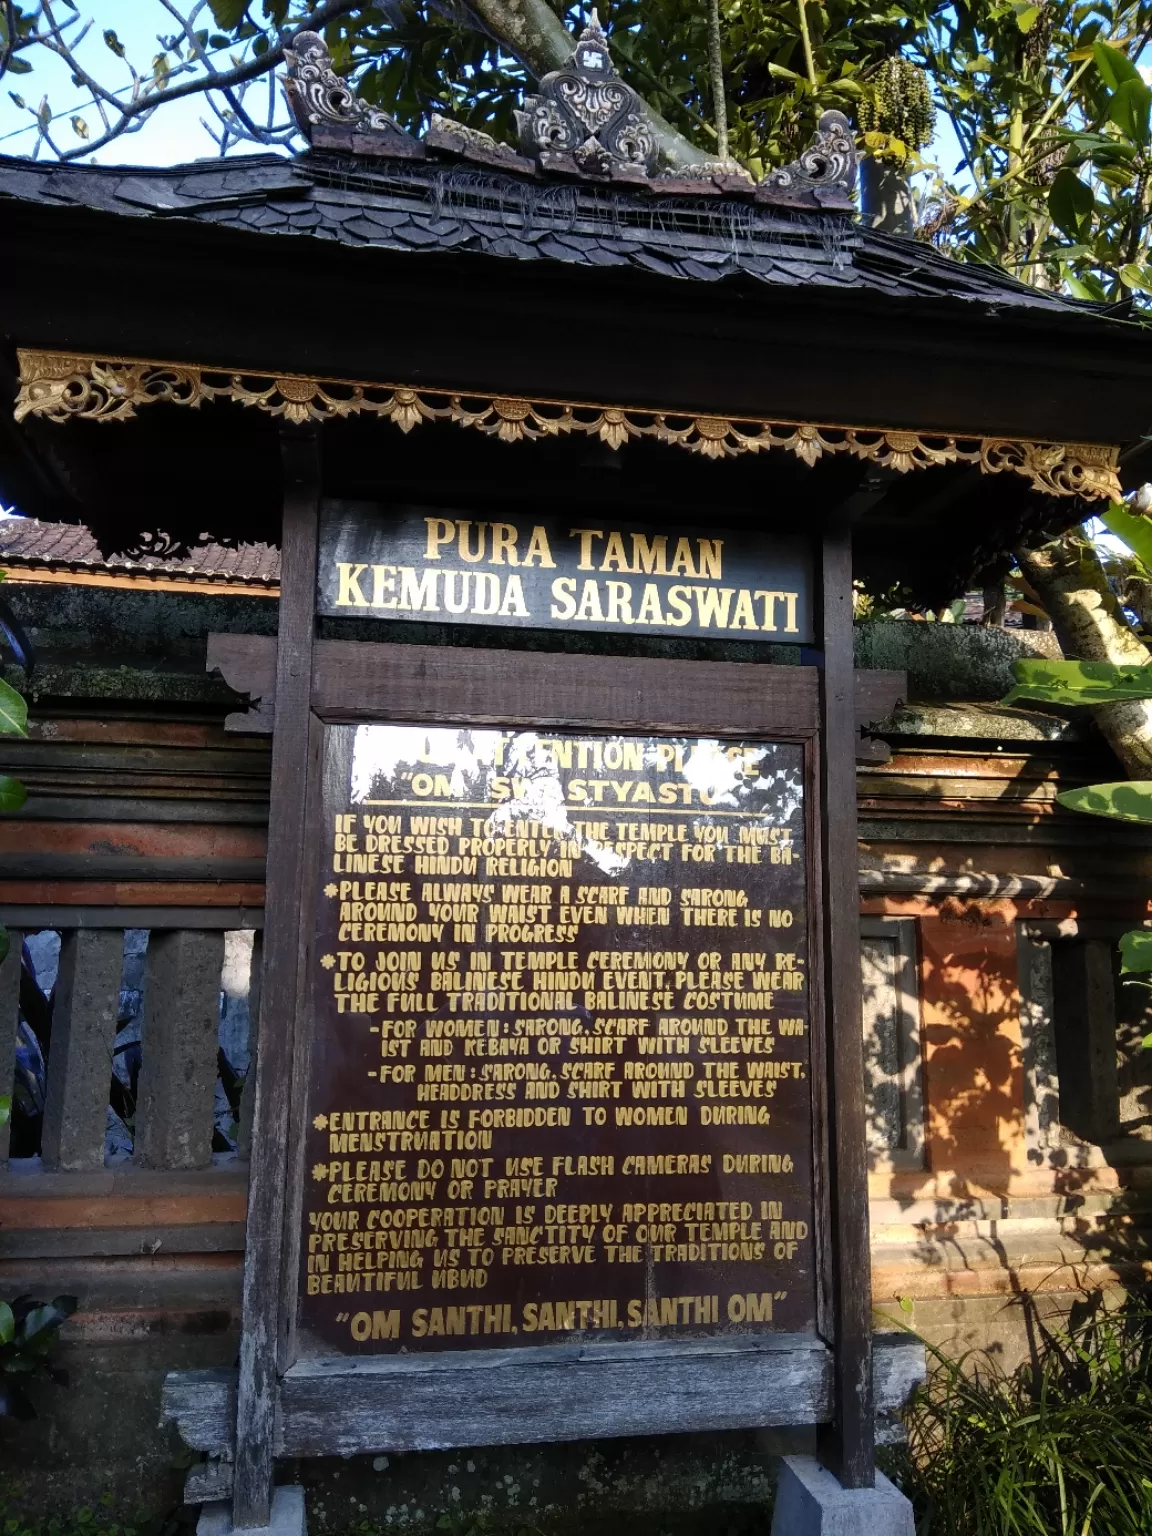 PURA TAMAN
KEMUDA SARASWATI
TENTION PLEASE
"OM SWASTYASTU
IF YOU WISH TO ENTER THE TEMPLE YOU MUST
BE DRESSED PROPERLY IN RESPECT FOR THE BA-
LINESE HINDU RELIGION
*PLEASE ALWAYS WEAR A SCARF AND SARONG
AROUND YOUR WAIST EVEN WHEN THERE IS NO
CEREMONY IN PROGRESS
*TO JOIN US IN TEMPLE CEREMONY OR ANY RE-
LIGIOUS BALINESE HINDU EVENT, PLEASE WEAR
THE FULL TRADITIONAL BALINESE COSTUME
-FOR WOMEN: SARONG, SCARF AROUND THE WA-
IST AND KEBAYA OR SHIRT WITH SLEEVES
-FOR MEN: SARONG, SCARF AROUND THE WAIST,
HEADDRESS AND SHIRT WITH SLEEVES
*ENTRANCE IS FORBIDDEN TO WOMEN DURING
MENSTRUATION
*PLEASE DO NOT USE FLASH CAMERAS DURING
CEREMONY OR PRAYER
YOUR COOPERATION IS DEEPLY APPRECIATED IN
PRESERVING THE SANCTITY OF OUR TEMPLE AND
IN HELPING US TO PRESERVE THE TRADITIONS OF
BEAUTIFUL UBUD
"OM SANTHI, SANTHI, SANTHI OM"